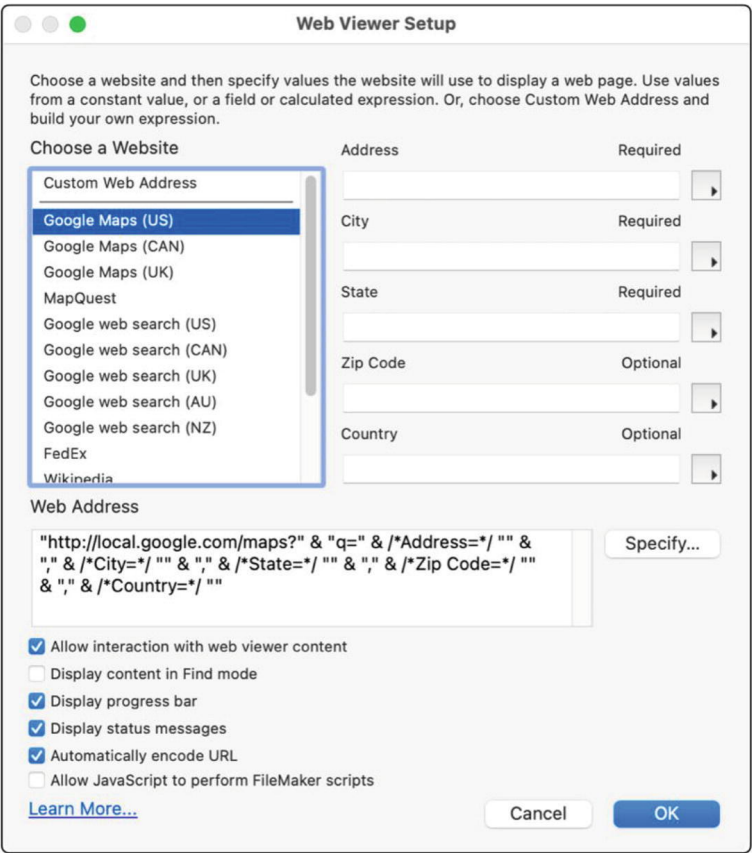 Web Viewer Setup
Choose a website and then specify values the website will use to display a web page. Use values
from a constant value, or a field or calculated expression. Or, choose Custom Web Address and
build your own expression.
Choose a Website
Custom Web Address
Google Maps (US)
Google Maps (CAN)
Google Maps (UK)
MapQuest
Google web search (US)
Google web search (CAN)
Google web search (UK)
Google web search (AU)
Google web search (NZ)
FedEx
Wikipedia
Address Required
City Required
State Required
Zip Code Optional
Country Optional
Web Address
"http://local.google.com/maps?" & "q=" & /*Address=*/ "" &
"," & /*City=*/ "" & "," & /*State=*/ "" & "," & /*Zip Code=*/ ""
& "," & /*Country=*/ ""
Specify...
Allow interaction with web viewer content
Display content in Find mode
Display progress bar
Display status messages
Automatically encode URL
Allow JavaScript to perform FileMaker scripts
Learn More...
Cancel
OK